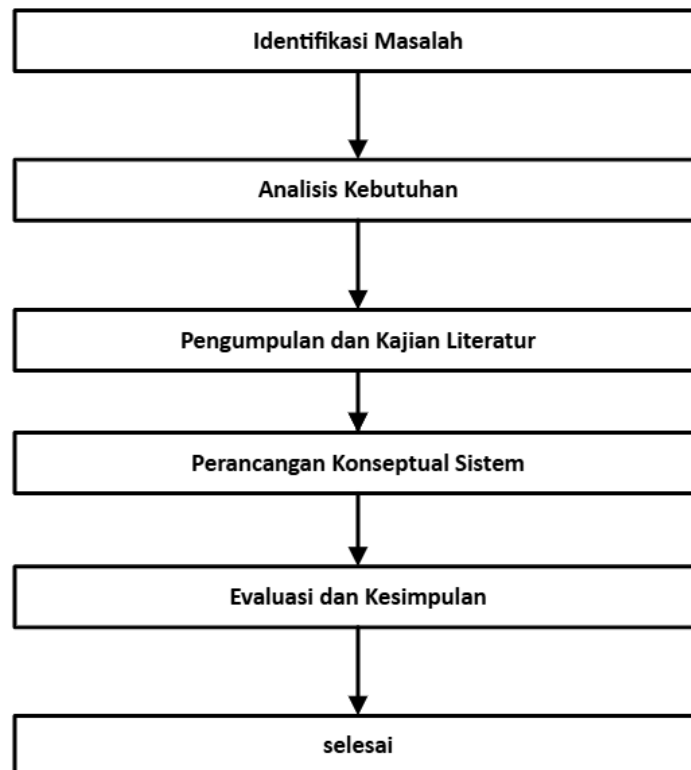 Identifikasi Masalah
Analisis Kebutuhan
Pengumpulan dan Kajian Literatur
Perancangan Konseptual Sistem
Evaluasi dan Kesimpulan
selesai